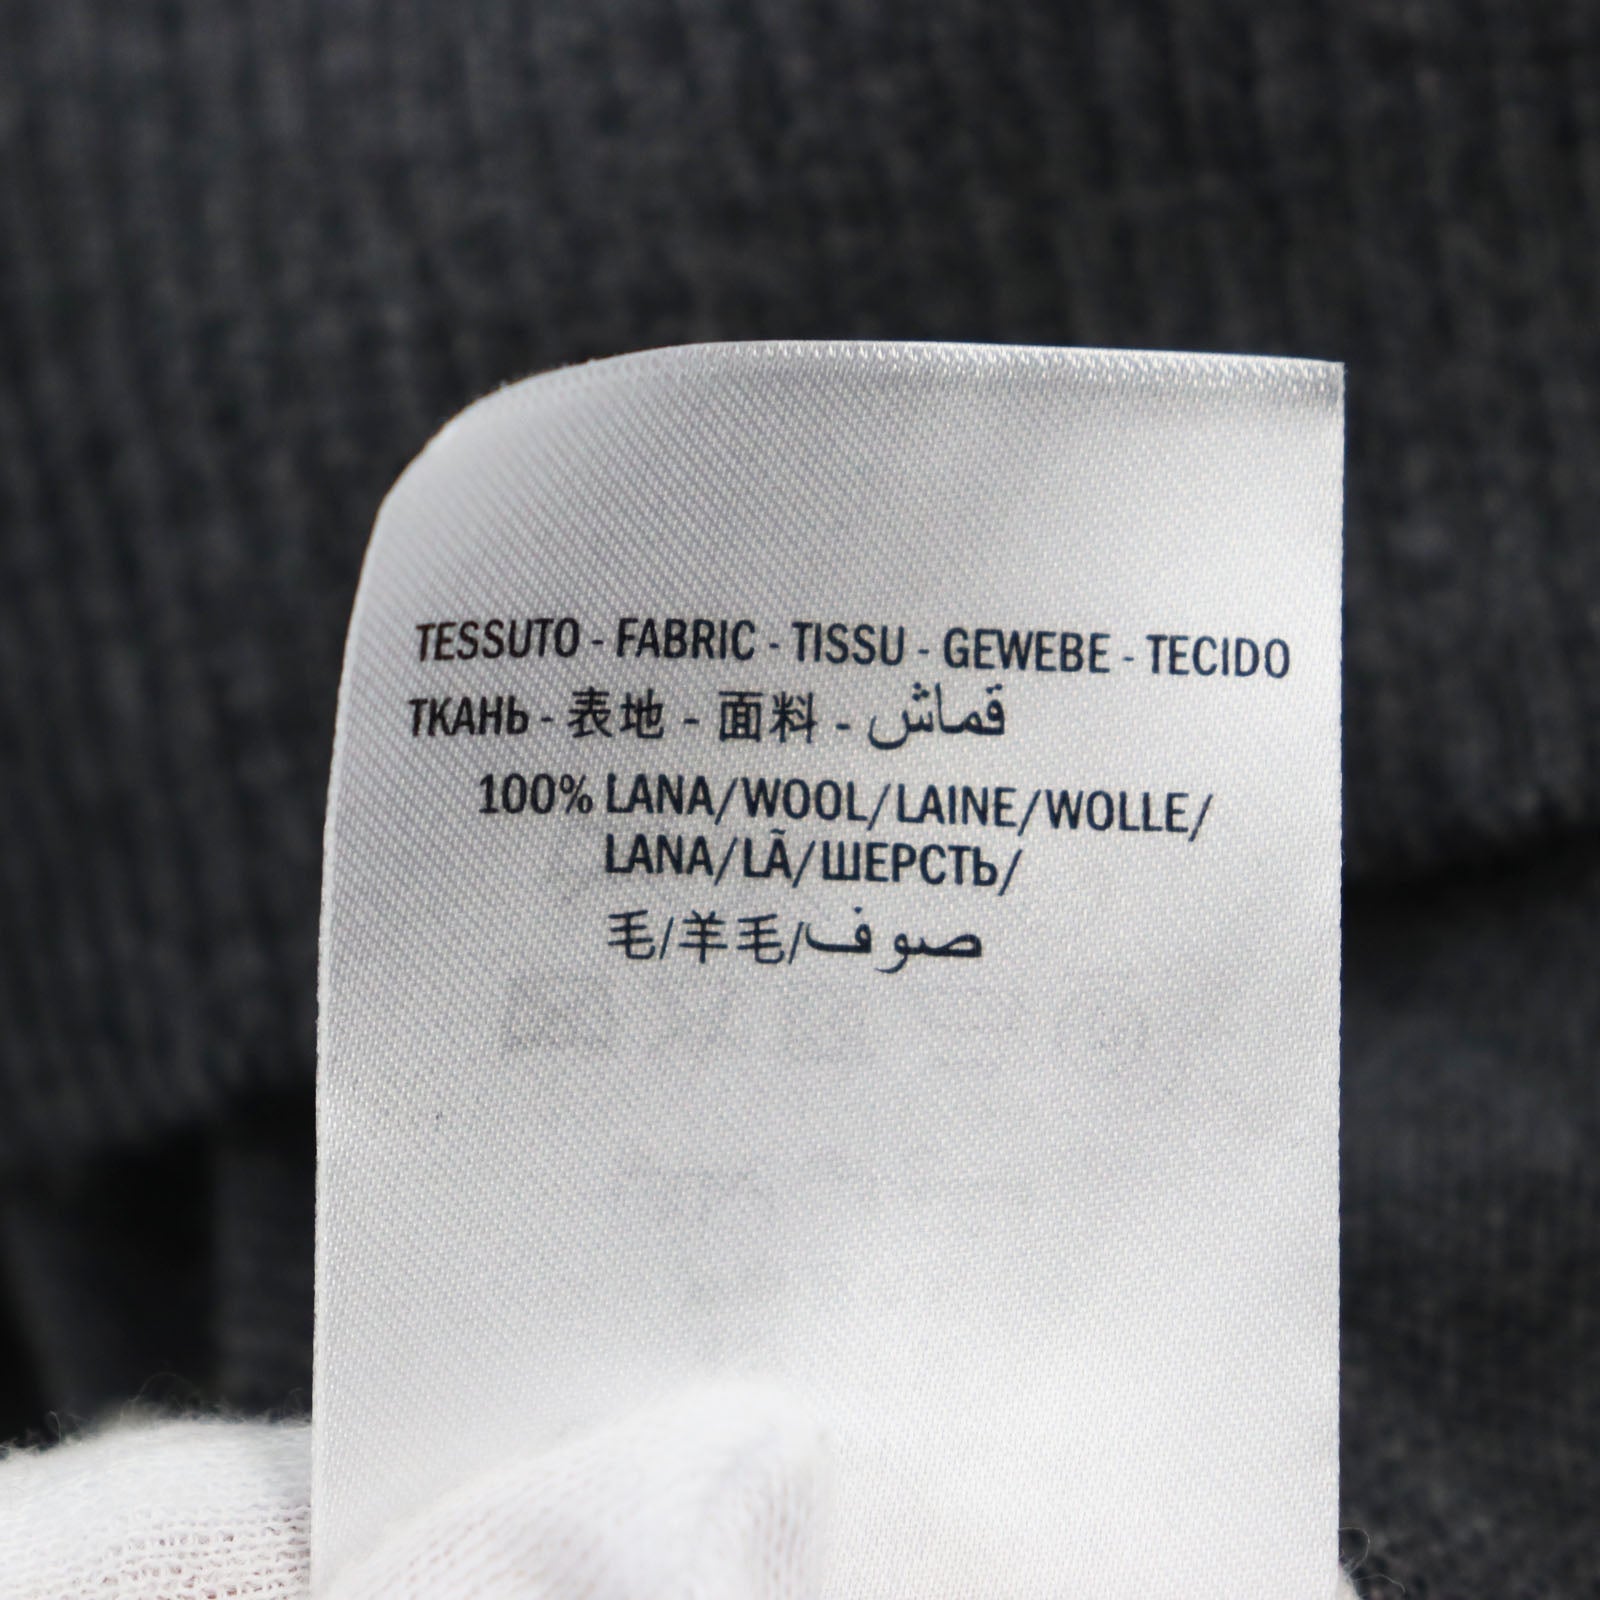 TESSUTO - FABRIC - TISSU - GEWEBE - TECIDO
ТКАНЬ - 表地 - 面料 - قماش
100% LANA/WOOL/LAINE/WOLLE/
LANA/LÃ/ШЕРСТЬ/
毛/羊毛/صوف